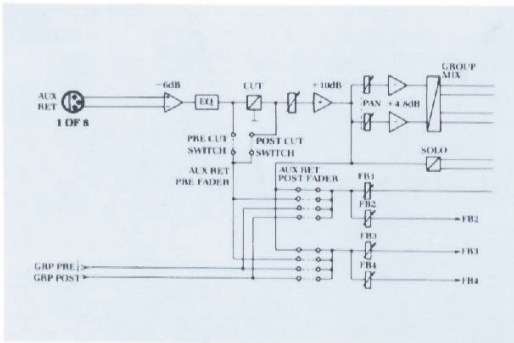 AUX
RET
1 OF 8
-6dB
EQ
CUT
+10dB
PAN
+4.8dB
GROUP
MIX
PRE CUT
SWITCH
POST CUT
SWITCH
AUX RET
PRE FADER
AUX RET
POST FADER
SOLO
FB1
FB2
FB2
FB3
FB3
FB4
FB4
GRP PRE
GRP POST